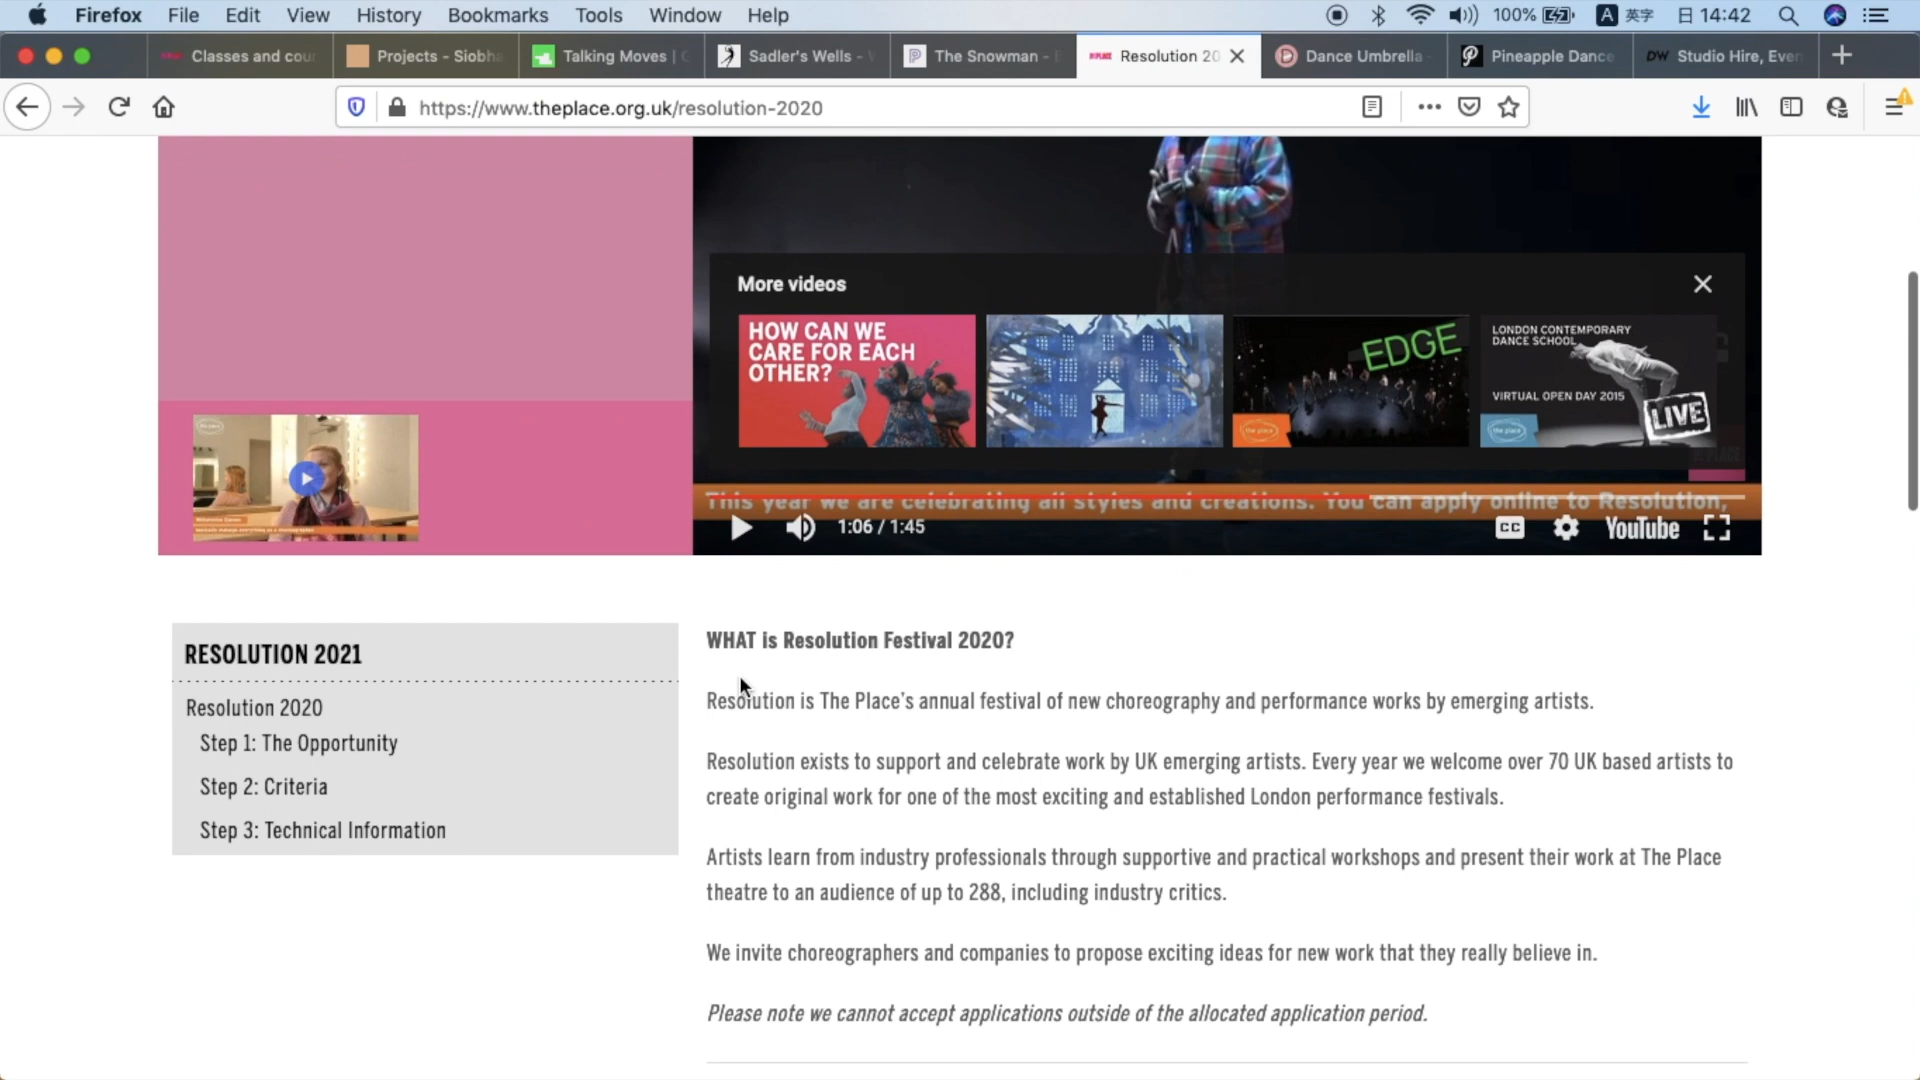 Firefox File Edit View History Bookmarks Tools Window Help 100% A 英字 日 14:42
Classes and cou Projects - Siobha Talking Moves | Sadler's Wells - The Snowman - THE PLACE Resolution 20 Dance Umbrella Pineapple Dance DW Studio Hire, Even
https://www.theplace.org.uk/resolution-2020
More videos
HOW CAN WE
CARE FOR EACH
OTHER?
EDGE
the place
LONDON CONTEMPORARY
DANCE SCHOOL
VIRTUAL OPEN DAY 2015
LIVE
the place
This year we are celebrating all styles and creations. You can apply online to Resolution,
1:06 / 1:45 CC YouTube
RESOLUTION 2021
Resolution 2020
Step 1: The Opportunity
Step 2: Criteria
Step 3: Technical Information
WHAT is Resolution Festival 2020?
Resolution is The Place's annual festival of new choreography and performance works by emerging artists.
Resolution exists to support and celebrate work by UK emerging artists. Every year we welcome over 70 UK based artists to
create original work for one of the most exciting and established London performance festivals.
Artists learn from industry professionals through supportive and practical workshops and present their work at The Place
theatre to an audience of up to 288, including industry critics.
We invite choreographers and companies to propose exciting ideas for new work that they really believe in.
Please note we cannot accept applications outside of the allocated application period.